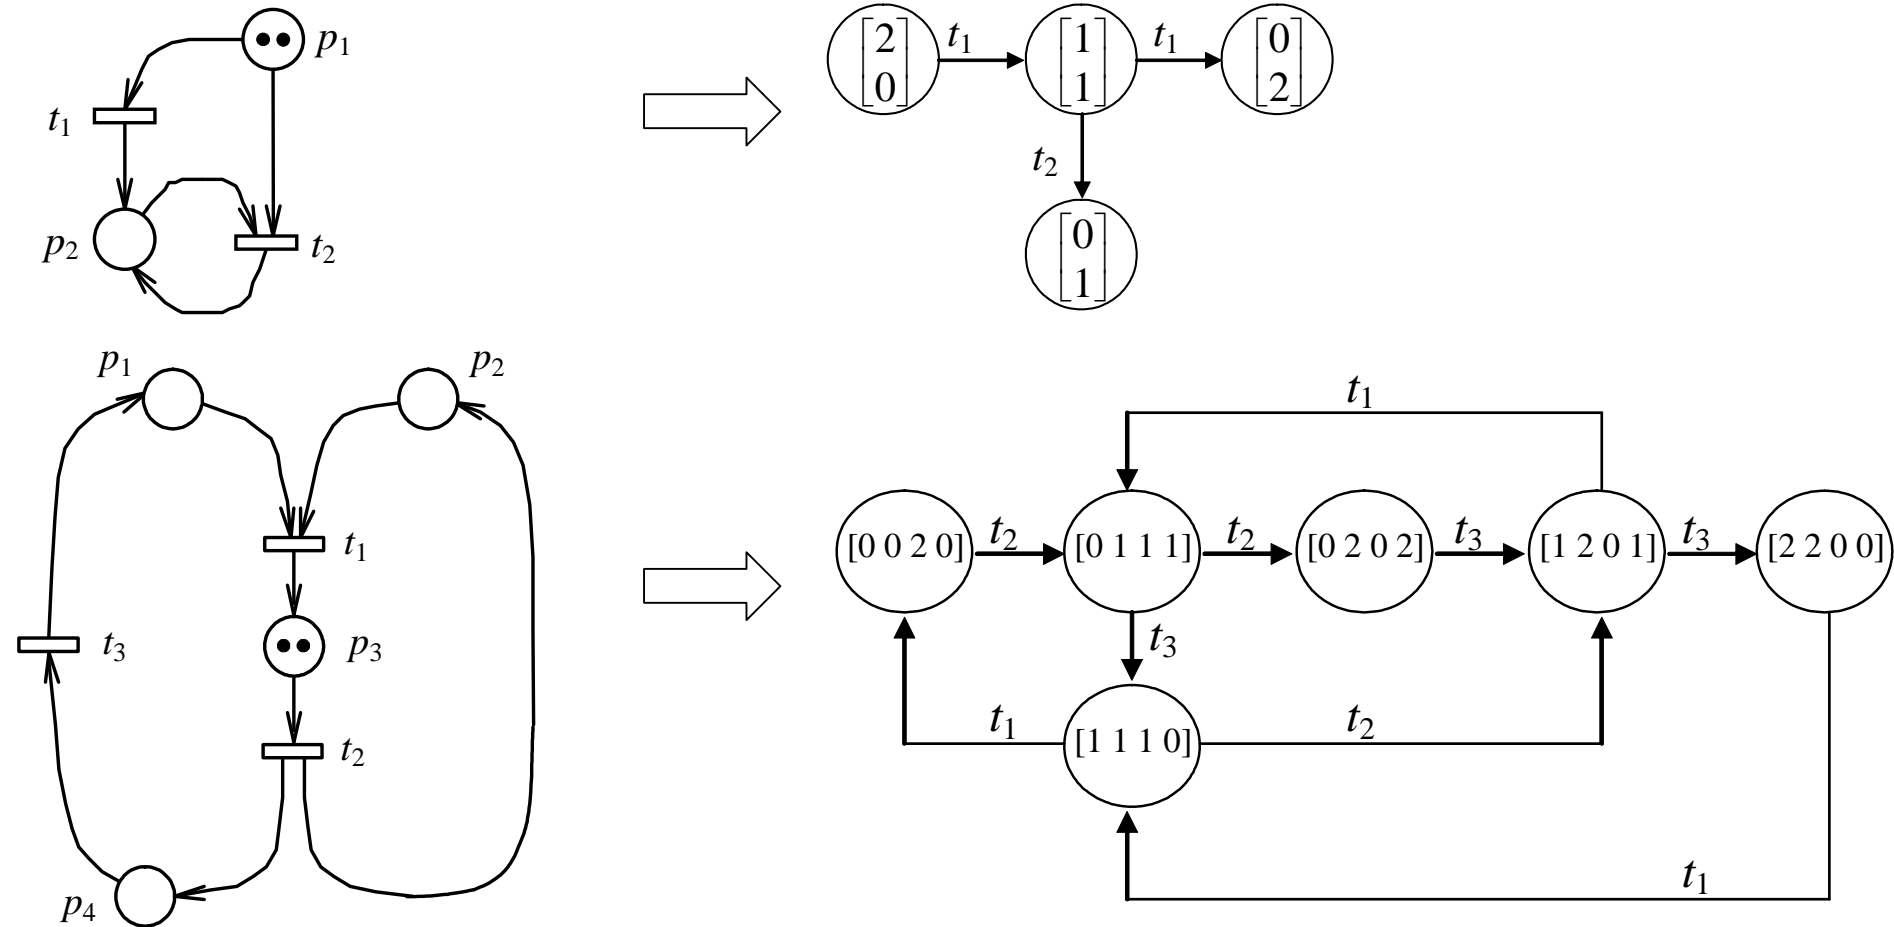 p1
t1
p2
t2
[2 0]
t1
[1 1]
t1
[0 2]
t2
[0 1]
p1
p2
t1
t3
p3
t2
p4
t1
[0 0 2 0]
t2
[0 1 1 1]
t2
[0 2 0 2]
t3
[1 2 0 1]
t3
[2 2 0 0]
t3
t1
[1 1 1 0]
t2
t1